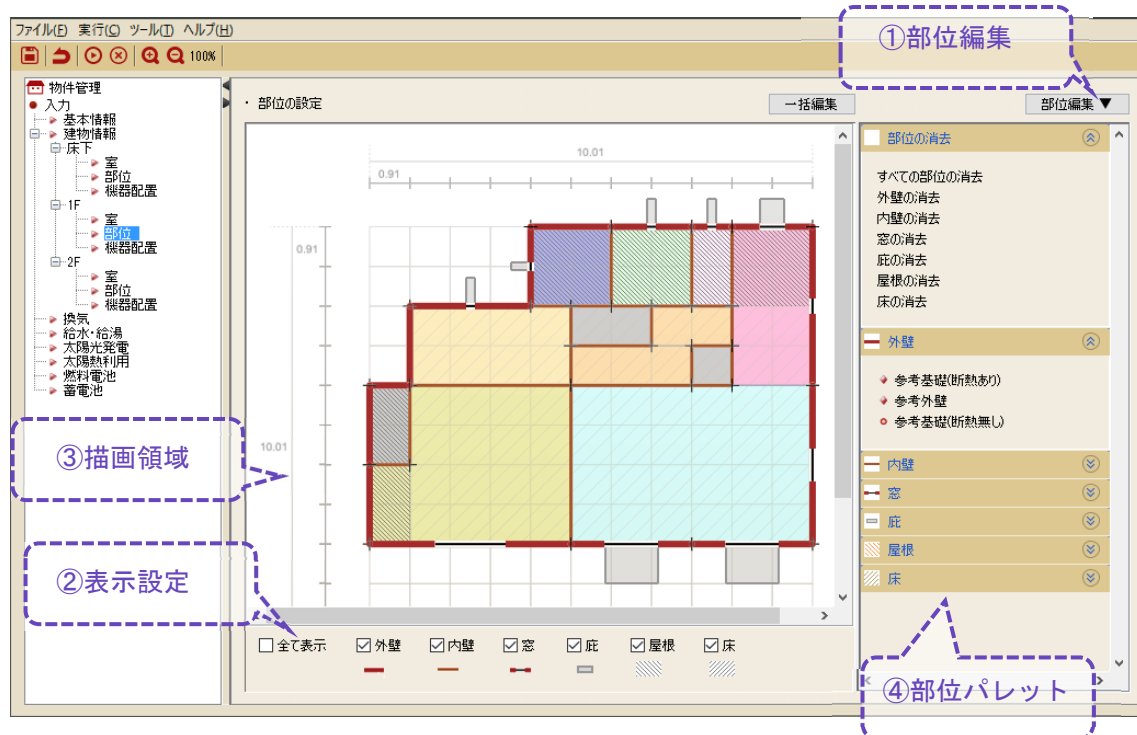 ファイル(F) 実行(C) ツール(T) ヘルプ(H)
①部位編集
100%
物件管理
入力
基本情報
建物情報
床下
室
部位
機器配置
1F
室
部位
機器配置
2F
室
部位
機器配置
換気
給水・給湯
太陽光発電
太陽熱利用
燃料電池
蓄電池
・ 部位の設定
一括編集
部位編集 ▼
10.01
0.91
0.91
10.01
③描画領域
②表示設定
全て表示 外壁 内壁 窓 庇 屋根 床
部位の消去
すべての部位の消去
外壁の消去
内壁の消去
窓の消去
庇の消去
屋根の消去
床の消去
外壁
参考基礎(断熱あり)
参考外壁
参考基礎(断熱無し)
内壁
窓
庇
屋根
床
④部位パレット